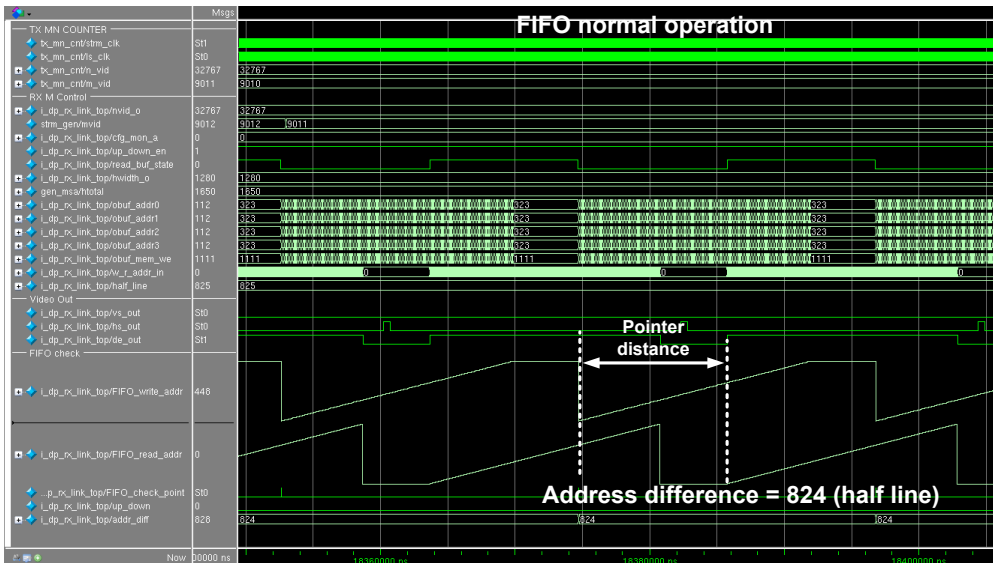 Msgs
FIFO normal operation
TX MN COUNTER
tx_mn_cnt/strm_clk St1
tx_mn_cnt/ls_clk St0
tx_mn_cnt/n_vid 32767 32767
tx_mn_cnt/m_vid 9011 9010
RX M Control
i_dp_rx_link_top/nvid_o 32767 32767
strm_gen/mvid 9012 9012 9011
i_dp_rx_link_top/cfg_mon_a 0 0
i_dp_rx_link_top/up_down_en 1
i_dp_rx_link_top/read_buf_state 0
i_dp_rx_link_top/hwidth_o 1280 1280
gen_msa/htotal 1650 1650
i_dp_rx_link_top/obuf_addr0 112 323 323 323
i_dp_rx_link_top/obuf_addr1 112 323 323 323
i_dp_rx_link_top/obuf_addr2 112 323 323 323
i_dp_rx_link_top/obuf_addr3 112 323 323 323
i_dp_rx_link_top/obuf_mem_we 1111 1111 1111 1111
i_dp_rx_link_top/w_r_addr_in 0 0 0 0
i_dp_rx_link_top/half_line 825 825
Video Out
i_dp_rx_link_top/vs_out St0
i_dp_rx_link_top/hs_out St0
i_dp_rx_link_top/de_out St1
Pointer
distance
FIFO check
i_dp_rx_link_top/FIFO_write_addr 448
i_dp_rx_link_top/FIFO_read_addr 0
...p_rx_link_top/FIFO_check_point St0
Address difference = 824 (half line)
i_dp_rx_link_top/up_down 0
i_dp_rx_link_top/addr_diff 828 824 824 824
Now 00000 ns 18360000 ns 18380000 ns 18400000 ns